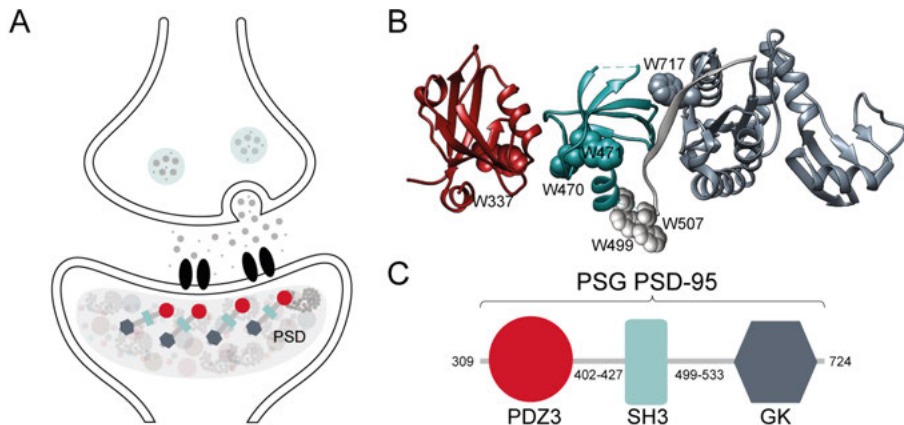 A
PSD
B
W717
W471
W470
W337
W507
W499
C
PSG PSD-95
309
402-427
499-533
724
PDZ3
SH3
GK